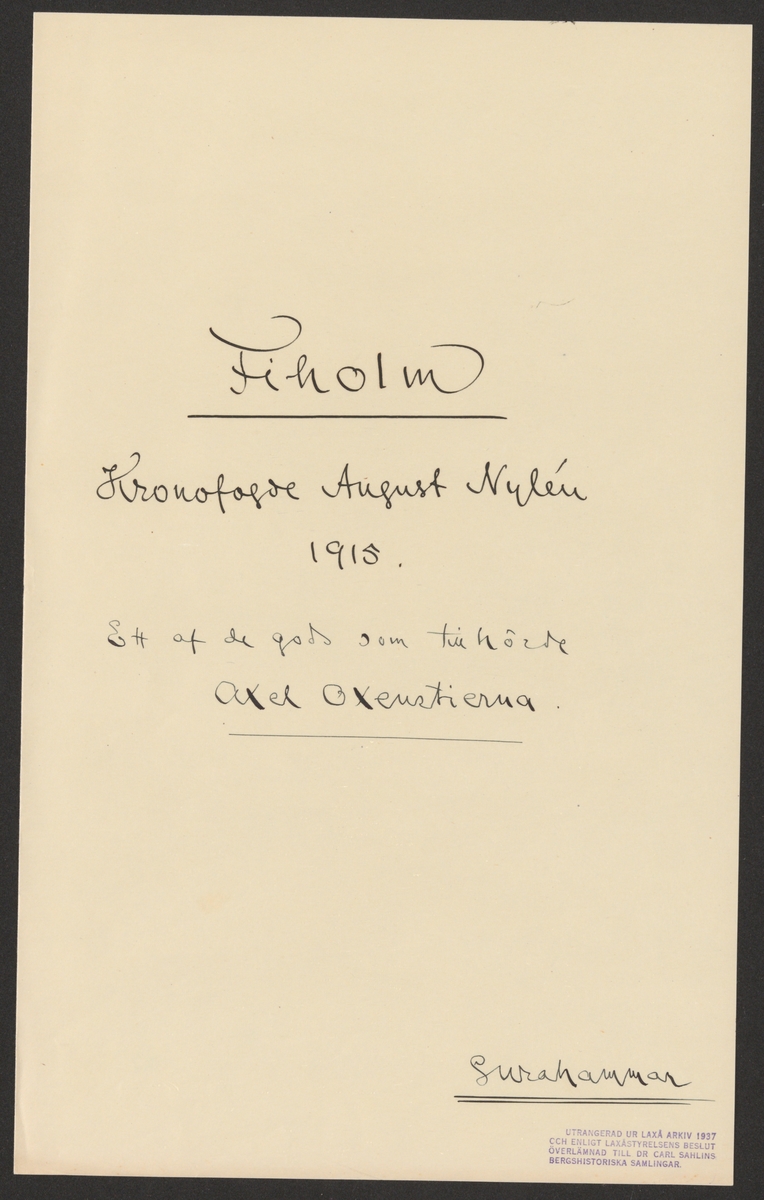 Fiholm
Kronofogde August Nylén
1915.
Ett af de gods som tillhörde
Axel Oxenstierna.
Surahammar
UTRANGERAD UR LAXÅ ARKIV 1937
OCH ENLIGT LAXÅSTYRELSENS BESLUT
ÖVERLÄMNAD TILL DR CARL SAHLINS
BERGSHISTORISKA SAMLINGAR.